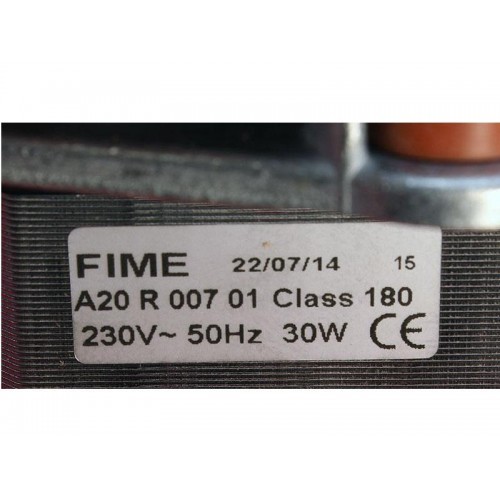 FIME 22/07/14 15
A20 R 007 01 Class 180
230V~ 50Hz 30W CE